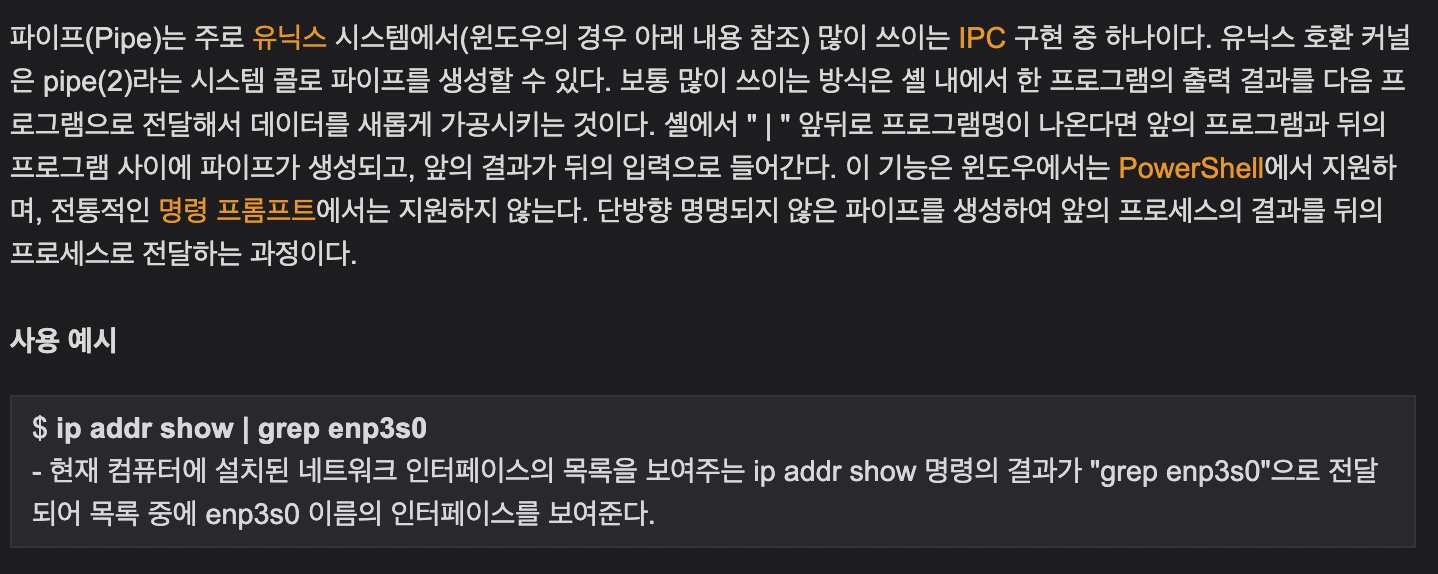 파이프(Pipe)는 주로 유닉스 시스템에서(윈도우의 경우 아래 내용 참조) 많이 쓰이는 IPC 구현 중 하나이다. 유닉스 호환 커널
은 pipe(2)라는 시스템 콜로 파이프를 생성할 수 있다. 보통 많이 쓰이는 방식은 셸 내에서 한 프로그램의 출력 결과를 다음 프
로그램으로 전달해서 데이터를 새롭게 가공시키는 것이다. 셸에서 " | " 앞뒤로 프로그램명이 나온다면 앞의 프로그램과 뒤의
프로그램 사이에 파이프가 생성되고, 앞의 결과가 뒤의 입력으로 들어간다. 이 기능은 윈도우에서는 PowerShell에서 지원하
며, 전통적인 명령 프롬프트에서는 지원하지 않는다. 단방향 명명되지 않은 파이프를 생성하여 앞의 프로세스의 결과를 뒤의
프로세스로 전달하는 과정이다.
사용 예시
$ ip addr show | grep enp3s0
- 현재 컴퓨터에 설치된 네트워크 인터페이스의 목록을 보여주는 ip addr show 명령의 결과가 "grep enp3s0"으로 전달
되어 목록 중에 enp3s0 이름의 인터페이스를 보여준다.